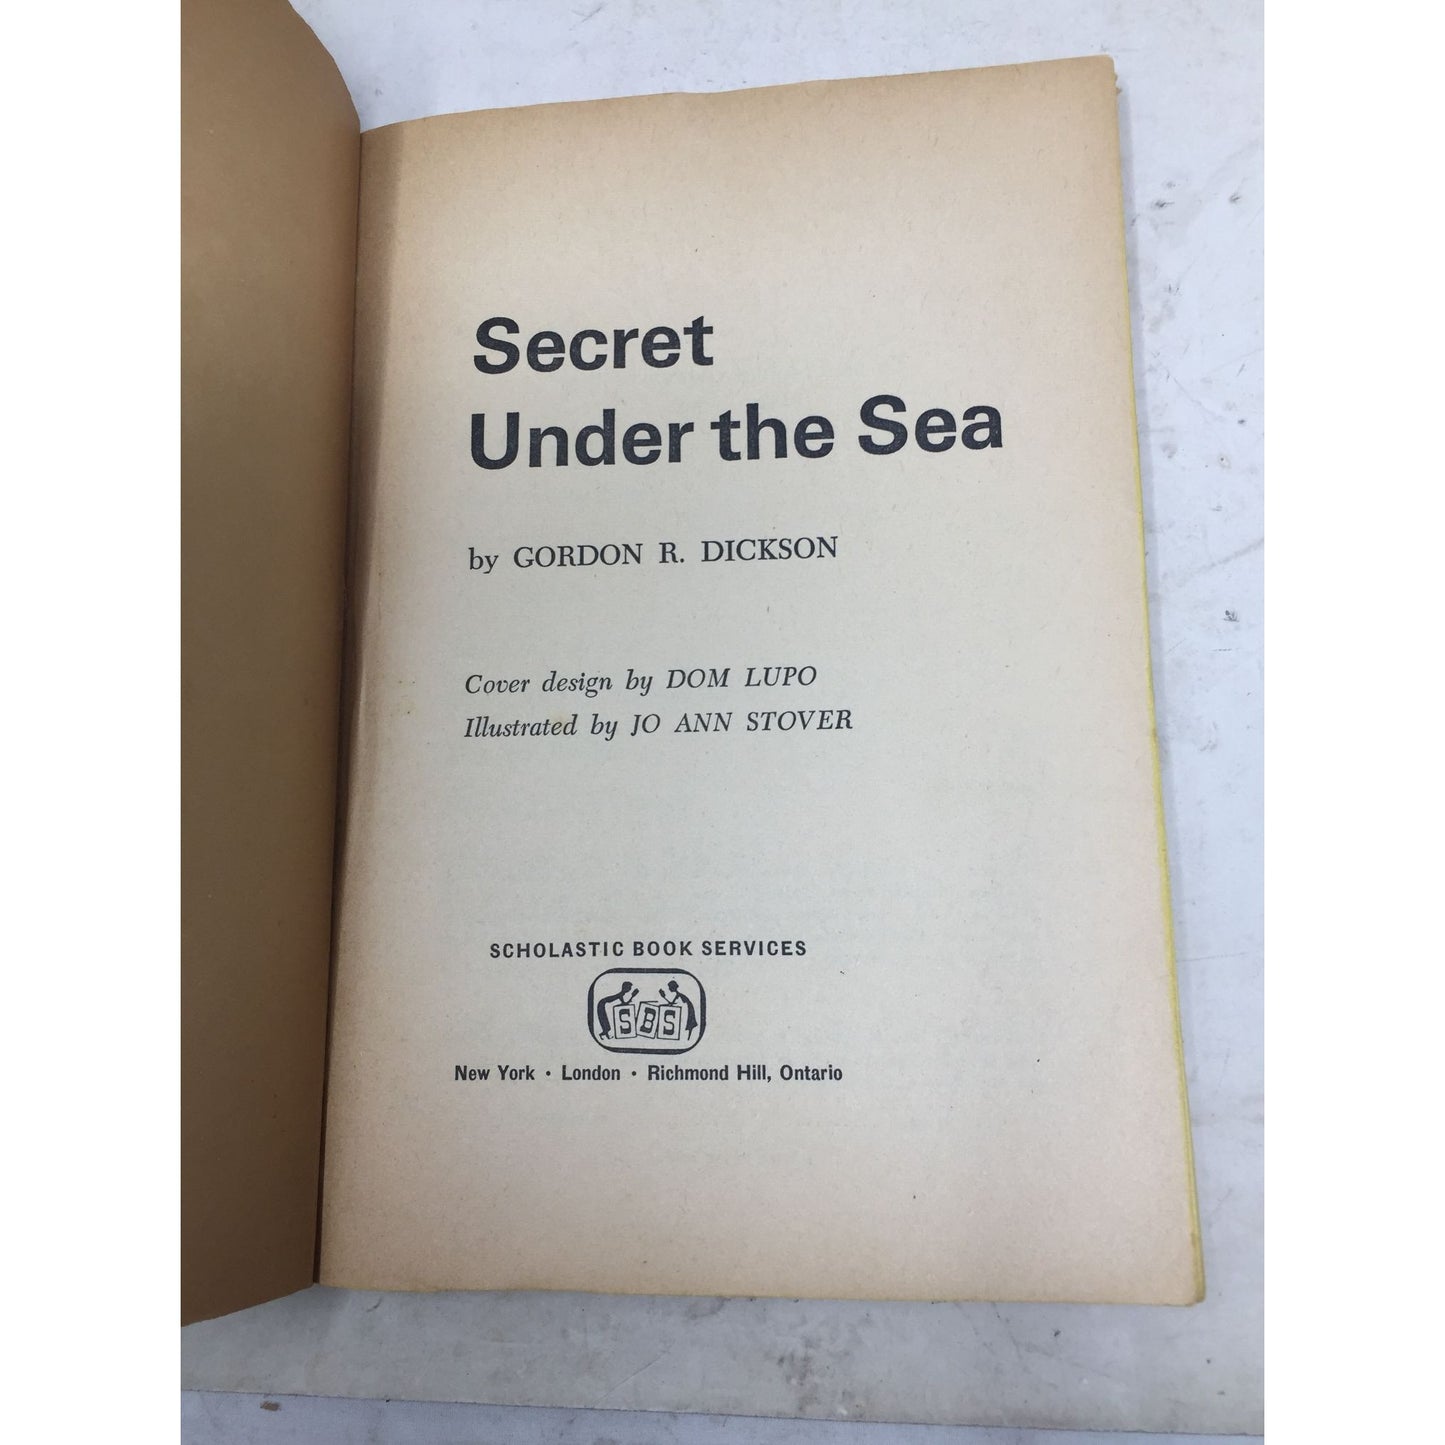 Secret
Under the Sea
by GORDON R. DICKSON
Cover design by DOM LUPO
Illustrated by JO ANN STOVER
SCHOLASTIC BOOK SERVICES
SBS
New York • London • Richmond Hill, Ontario